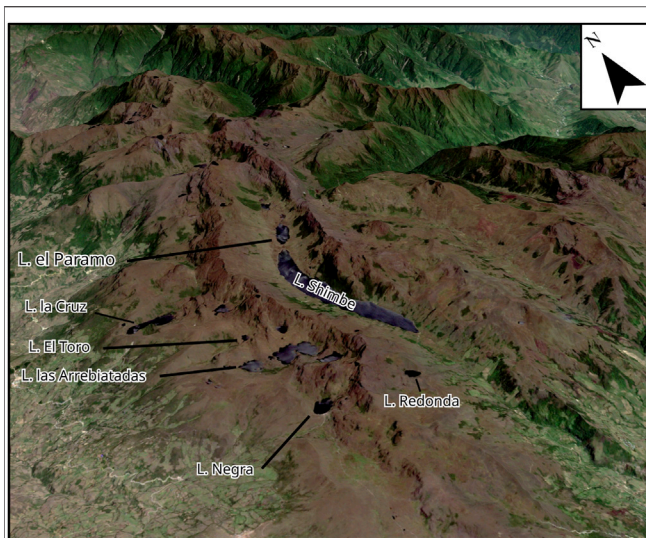 N
L. el Paramo
L. Shimbe
L. la Cruz
L. El Toro
L. las Arrebiatadas
L. Redonda
L. Negra